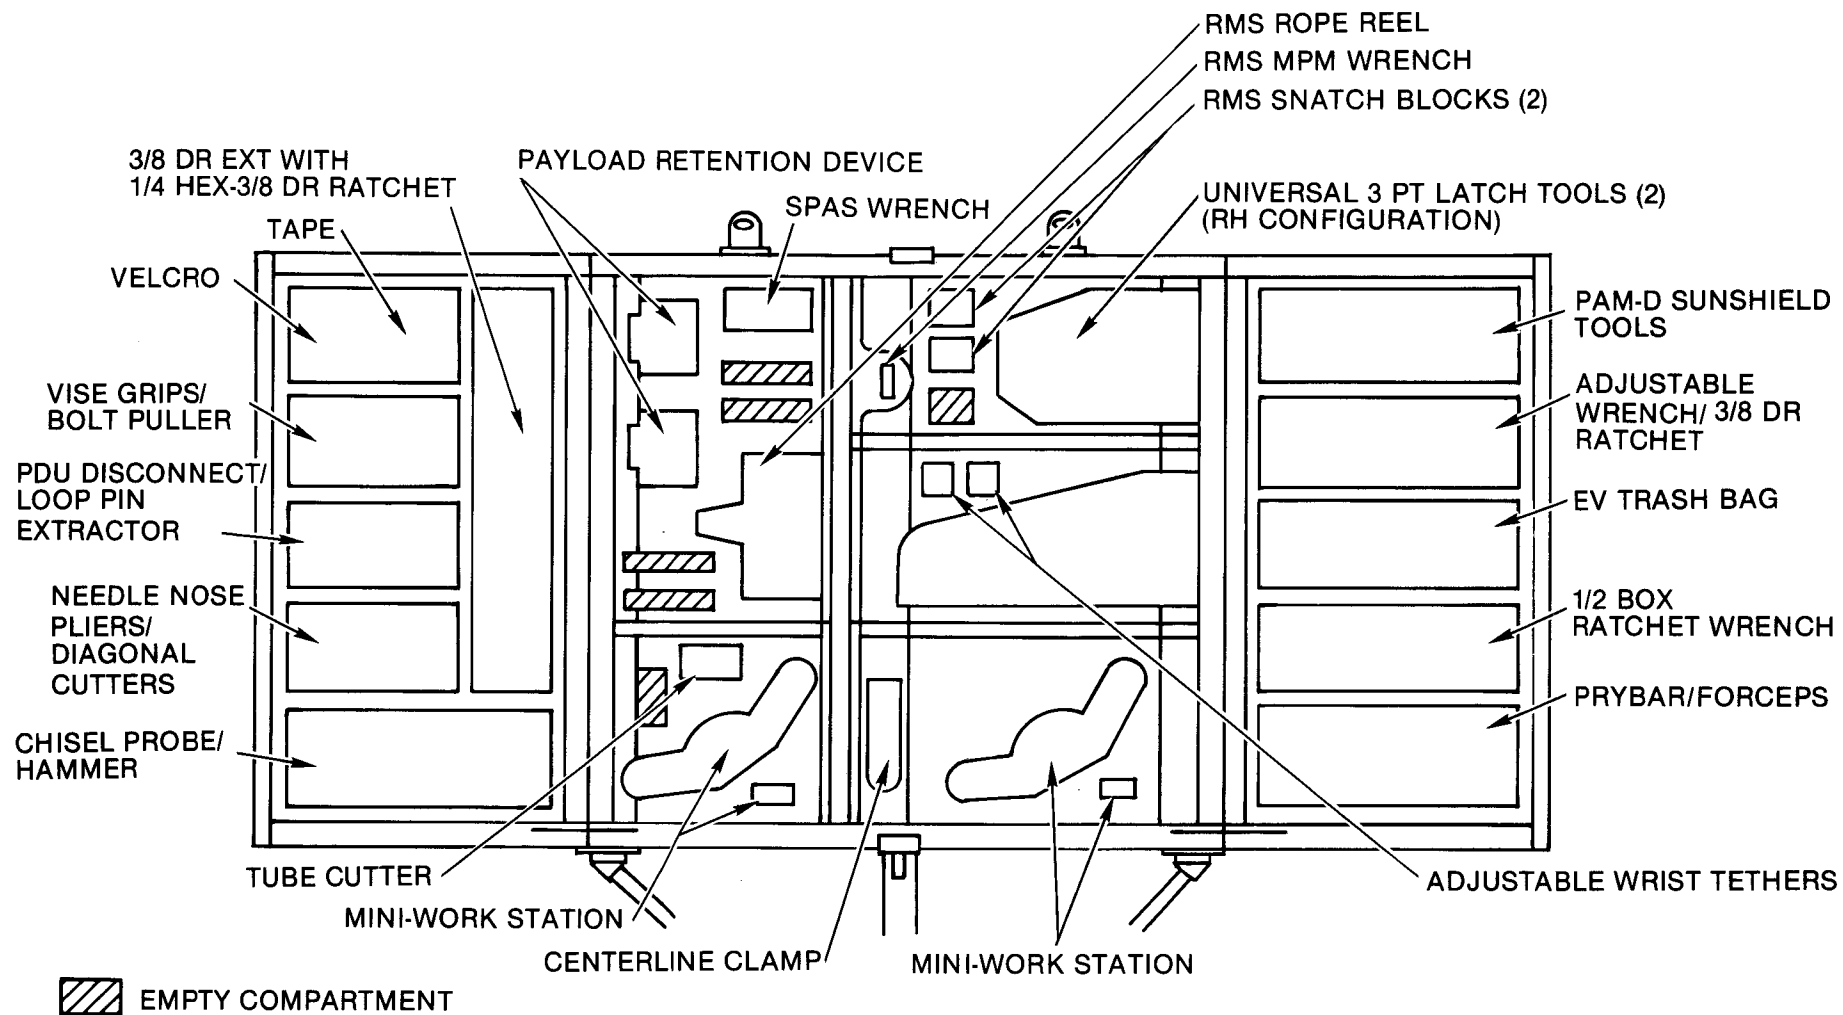 RMS ROPE REEL
RMS MPM WRENCH
RMS SNATCH BLOCKS (2)
3/8 DR EXT WITH
1/4 HEX-3/8 DR RATCHET
PAYLOAD RETENTION DEVICE
SPAS WRENCH
UNIVERSAL 3 PT LATCH TOOLS (2)
(RH CONFIGURATION)
TAPE
VELCRO
VISE GRIPS/
BOLT PULLER
PDU DISCONNECT/
LOOP PIN
EXTRACTOR
NEEDLE NOSE
PLIERS/
DIAGONAL
CUTTERS
CHISEL PROBE/
HAMMER
PAM-D SUNSHIELD
TOOLS
ADJUSTABLE
WRENCH/ 3/8 DR
RATCHET
EV TRASH BAG
1/2 BOX
RATCHET WRENCH
PRYBAR/FORCEPS
TUBE CUTTER
MINI-WORK STATION
CENTERLINE CLAMP
MINI-WORK STATION
ADJUSTABLE WRIST TETHERS
EMPTY COMPARTMENT